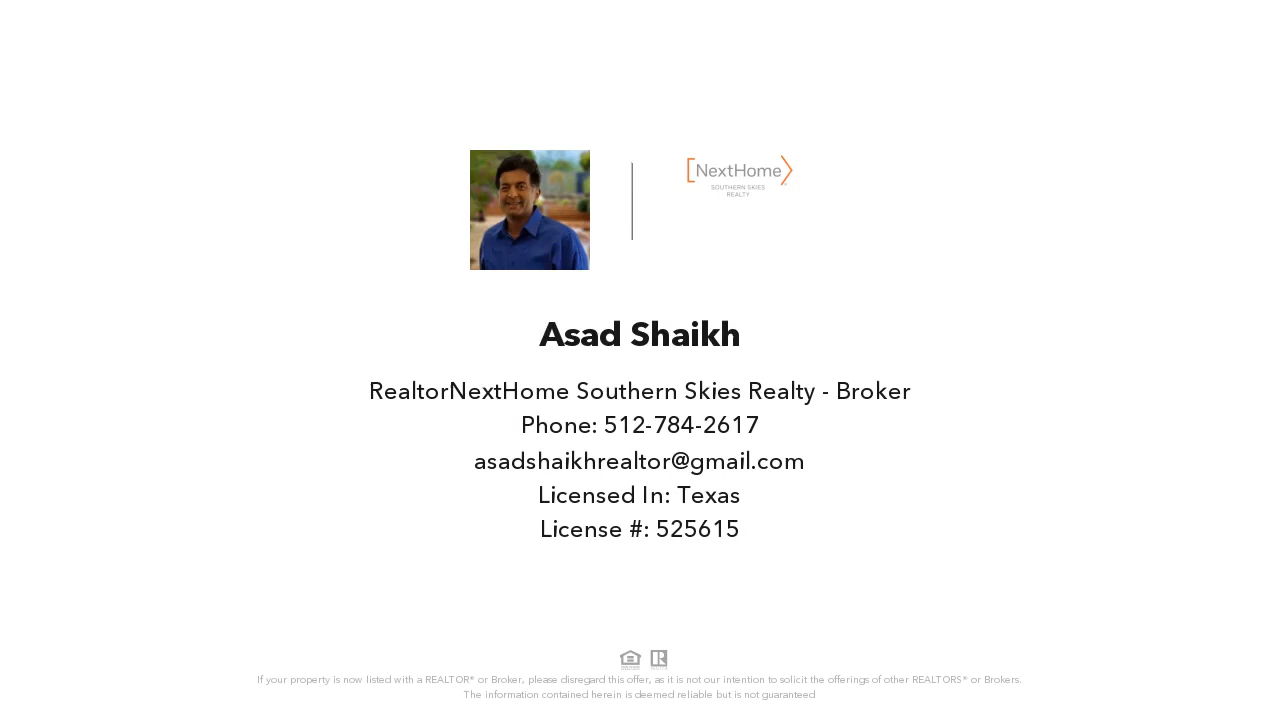 NextHome
SOUTHERN SKIES
REALTY
Asad Shaikh
RealtorNextHome Southern Skies Realty - Broker
Phone: 512-784-2617
asadshaikhrealtor@gmail.com
Licensed In: Texas
License #: 525615
If your property is now listed with a REALTOR® or Broker, please disregard this offer, as it is not our intention to solicit the offerings of other REALTORS® or Brokers.
The information contained herein is deemed reliable but is not guaranteed